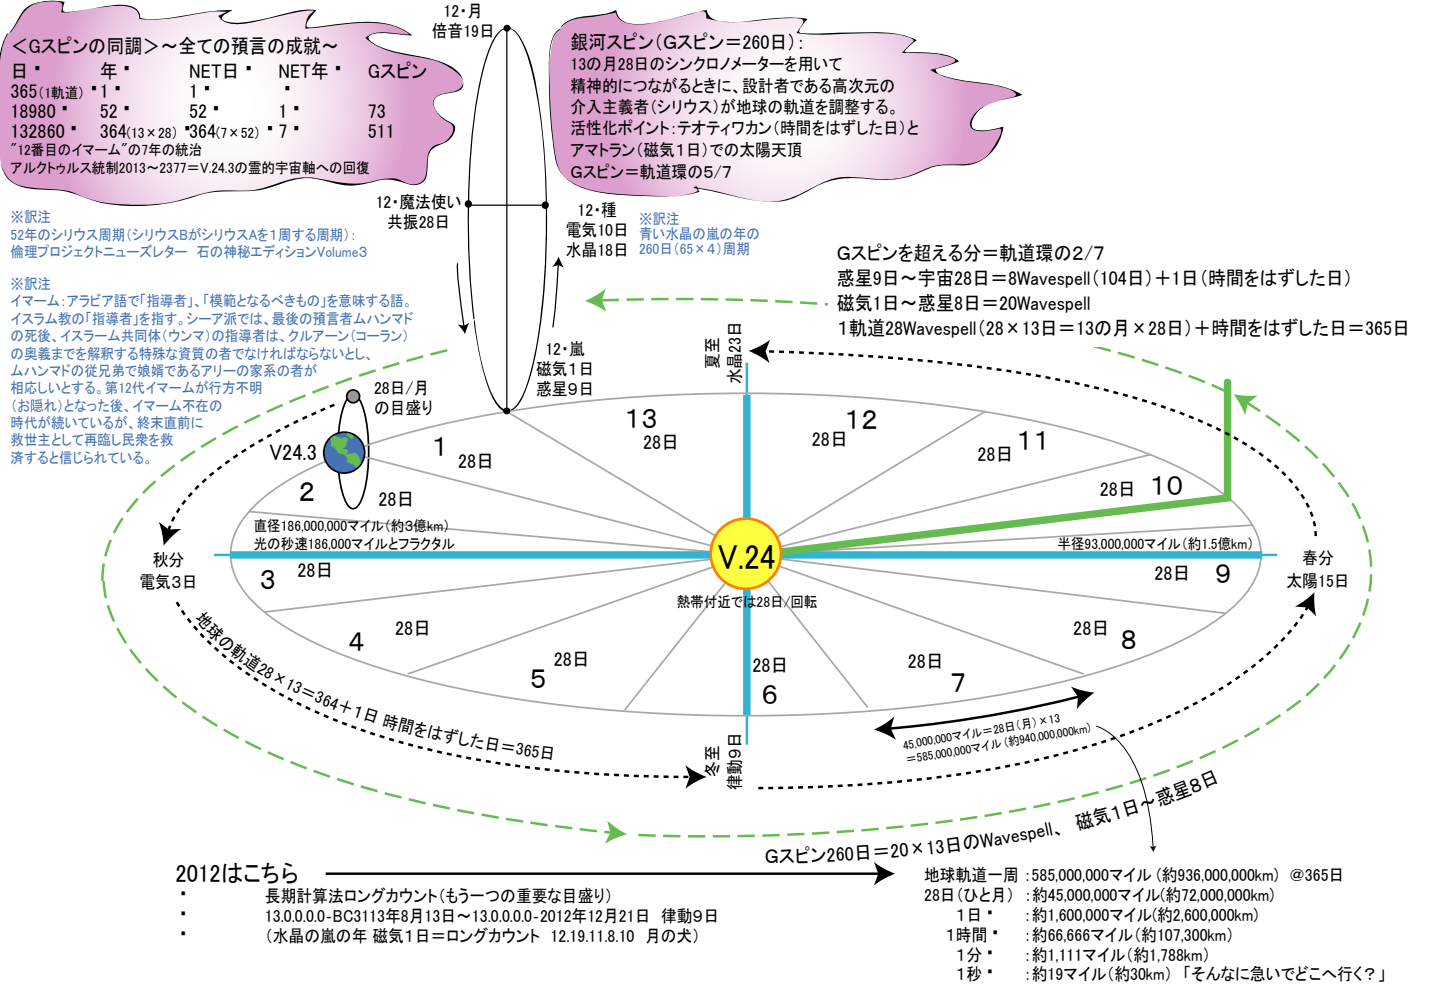 ＜Gスピンの同調＞～全ての預言の成就～
日・ 年・ NET日・ NET年・ Gスピン
365(1軌道)・ 1・ 1・ ・
18980・ 52・ 52・ 1・ 73
132860・ 364(13×28)・ 364(7×52)・ 7・ 511
"12番目のイマーム"の7年の統治
アルクトゥルス統制2013～2377＝V.24.3の霊的宇宙軸への回復
12・月
倍音19日
銀河スピン(Gスピン＝260日)：
13の月28日のシンクロノメーターを用いて
精神的につながるときに、設計者である高次元の
介入主義者(シリウス)が地球の軌道を調整する。
活性化ポイント：テオティワカン(時間をはずした日)と
アマトラン(磁気1日)での太陽天頂
Gスピン＝軌道環の5/7
12・魔法使い
共振28日
12・種
電気10日
水晶18日
※訳注
青い水晶の嵐の年の
260日(65×4)周期
※訳注
52年のシリウス周期(シリウスBがシリウスAを1周する周期)：
倫理プロジェクトニューズレター 石の神秘エディションVolume3
※訳注
イマーム：アラビア語で「指導者」、「模範となるべきもの」を意味する語。
イスラム教の「指導者」を指す。シーア派では、最後の預言者ムハンマド
の死後、イスラーム共同体(ウンマ)の指導者は、クルアーン(コーラン)
の奥義までを解釈する特殊な資質の者でなければならないとし、
ムハンマドの従兄弟で娘婿であるアリーの家系の者が
相応しいとする。第12代イマームが行方不明
(お隠れ)となった後、イマーム不在の
時代が続いているが、終末直前に
救世主として再臨し民衆を救
済すると信じられている。
Gスピンを超える分＝軌道環の2/7
惑星9日～宇宙28日＝8Wavespell(104日)＋1日(時間をはずした日)
磁気1日～惑星8日＝20Wavespell
1軌道28Wavespell(28×13日＝13の月×28日)＋時間をはずした日＝365日
12・嵐
磁気1日
惑星9日
夏至
水晶23日
28日/月
の目盛り
V24.3
1 28日
2 28日
3 28日
4 28日
5 28日
6 28日
7 28日
8 28日
9 28日
10 28日
11 28日
12 28日
13 28日
直径186,000,000マイル(約3億km)
光の秒速186,000マイルとフラクタル
V.24
半径93,000,000マイル(約1.5億km)
熱帯付近では28日/回転
秋分
電気3日
春分
太陽15日
地球の軌道28×13＝364＋1日 時間をはずした日＝365日
冬至
律動9日
45,000,000マイル＝28日(月)×13
＝585,000,000マイル(約940,000,000km)
Gスピン260日＝20×13日のWavespell、 磁気1日～惑星8日
2012はこちら
・ 長期計算法ロングカウント(もう一つの重要な目盛り)
・ 13.0.0.0.0-BC3113年8月13日～13.0.0.0.0-2012年12月21日 律動9日
・ (水晶の嵐の年 磁気1日＝ロングカウント 12.19.11.8.10 月の犬)
地球軌道一周：585,000,000マイル(約936,000,000km) @365日
28日(ひと月)：約45,000,000マイル(約72,000,000km)
1日・：約1,600,000マイル(約2,600,000km)
1時間・：約66,666マイル(約107,300km)
1分・：約1,111マイル(約1,788km)
1秒・：約19マイル(約30km) 「そんなに急いでどこへ行く？」